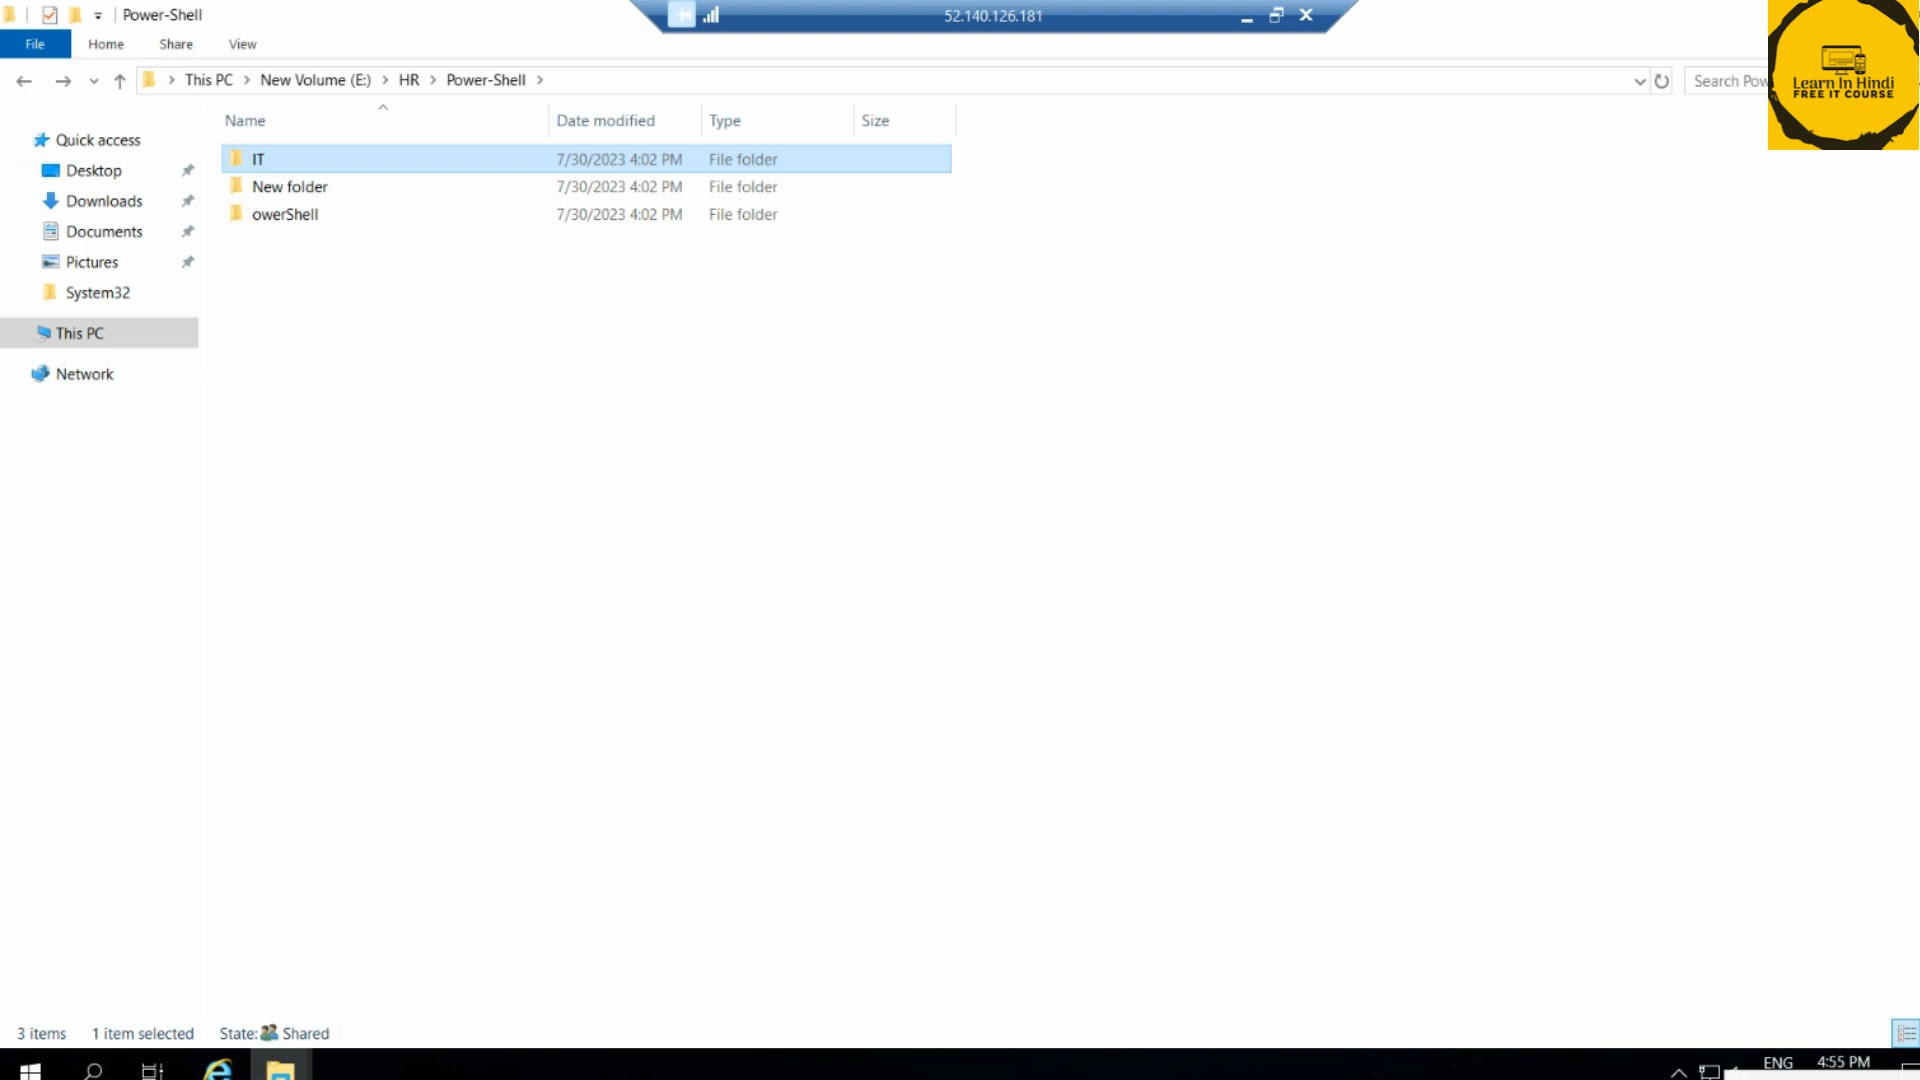 Power-Shell
52.140.126.181
File Home Share View
This PC New Volume (E:) HR Power-Shell
Search Pow
Learn In Hindi
FREE IT COURSE
Name Date modified Type Size
Quick access
Desktop
Downloads
Documents
Pictures
System32
This PC
Network
IT 7/30/2023 4:02 PM File folder
New folder 7/30/2023 4:02 PM File folder
owerShell 7/30/2023 4:02 PM File folder
3 items 1 item selected State: Shared
ENG 4:55 PM